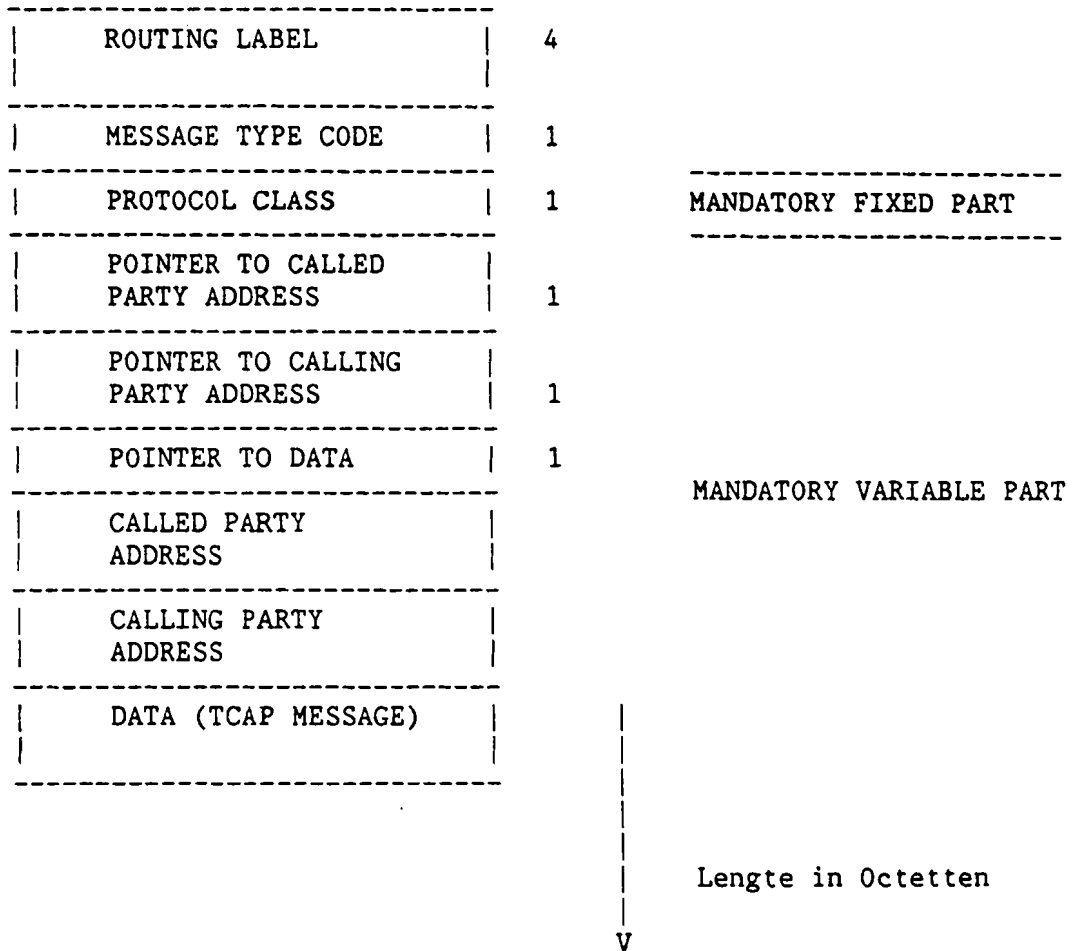 ROUTING LABEL 4
MESSAGE TYPE CODE 1
PROTOCOL CLASS 1 MANDATORY FIXED PART
POINTER TO CALLED
PARTY ADDRESS 1
POINTER TO CALLING
PARTY ADDRESS 1
POINTER TO DATA 1
MANDATORY VARIABLE PART
CALLED PARTY
ADDRESS
CALLING PARTY
ADDRESS
DATA (TCAP MESSAGE)
Lengte in Octetten
V